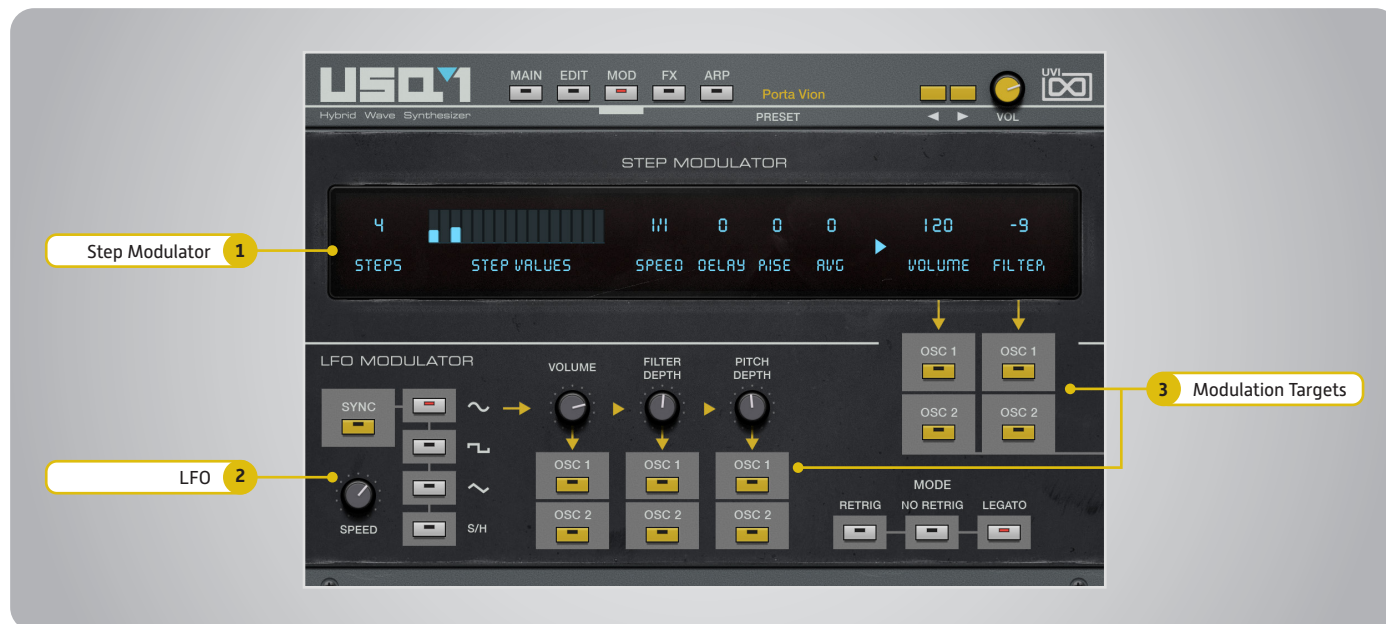 USQ-1
Hybrid Wave Synthesizer
MAIN EDIT MOD FX ARP
Porta Vion
PRESET
VOL
UVI
STEP MODULATOR
4 1/1 0 0 0 120 -9
STEPS STEP VALUES SPEED DELAY RISE AVG VOLUME FILTER
Step Modulator 1
OSC 1 OSC 1
OSC 2 OSC 2
3 Modulation Targets
LFO MODULATOR
VOLUME FILTER DEPTH PITCH DEPTH
SYNC
LFO 2
SPEED
S/H
OSC 1 OSC 1 OSC 1
OSC 2 OSC 2 OSC 2
MODE
RETRIG NO RETRIG LEGATO